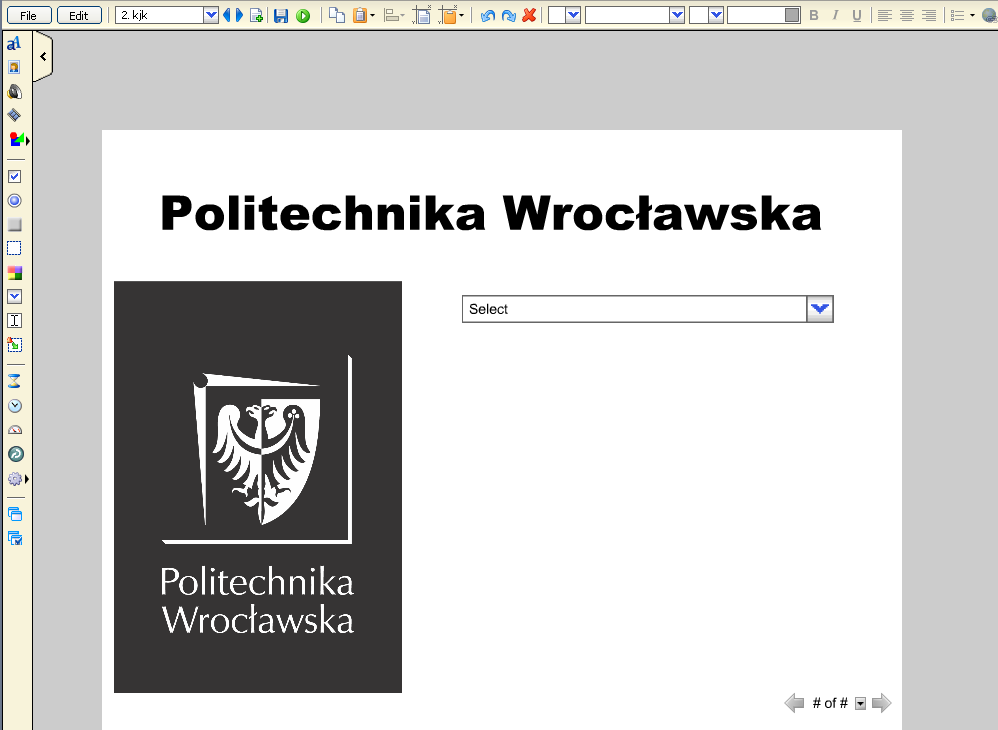 File Edit 2. kjk B I U
Politechnika Wrocławska
Select
Politechnika
Wrocławska
# of #